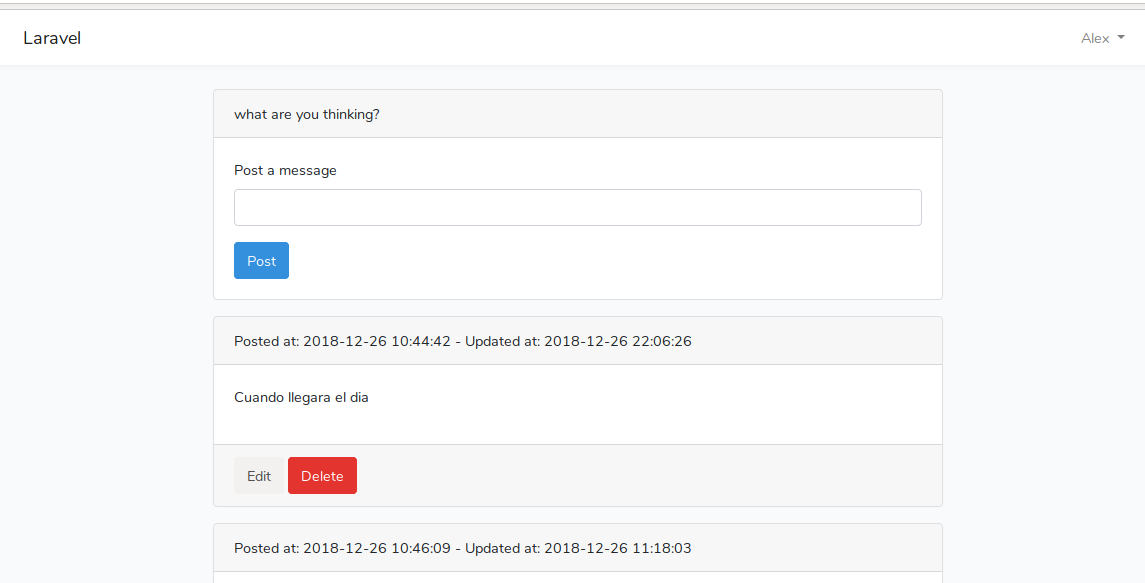 Laravel
Alex
what are you thinking?
Post a message
Post
Posted at: 2018-12-26 10:44:42 - Updated at: 2018-12-26 22:06:26
Cuando llegara el dia
Edit Delete
Posted at: 2018-12-26 10:46:09 - Updated at: 2018-12-26 11:18:03